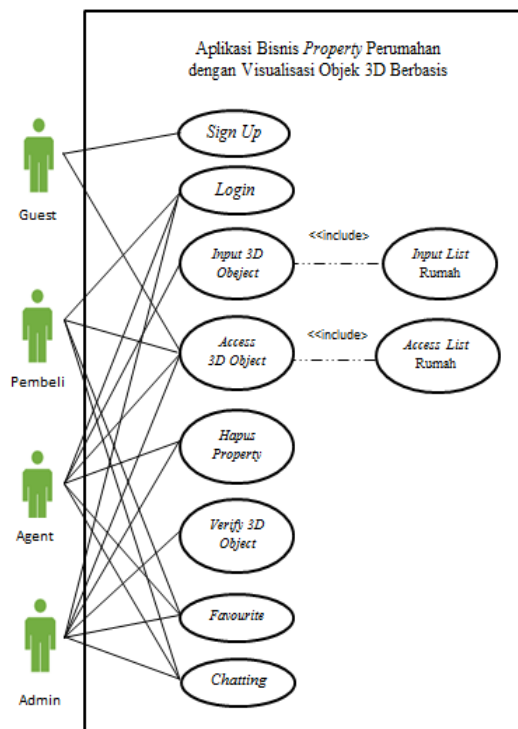 Aplikasi Bisnis Property Perumahan
dengan Visualisasi Objek 3D Berbasis
Guest
Pembeli
Agent
Admin
Sign Up
Login
Input 3D
Obeject
<<include>
Input List
Rumah
Access
3D Object
<<include>
Access List
Rumah
Hapus
Property
Verify 3D
Object
Favourite
Chatting